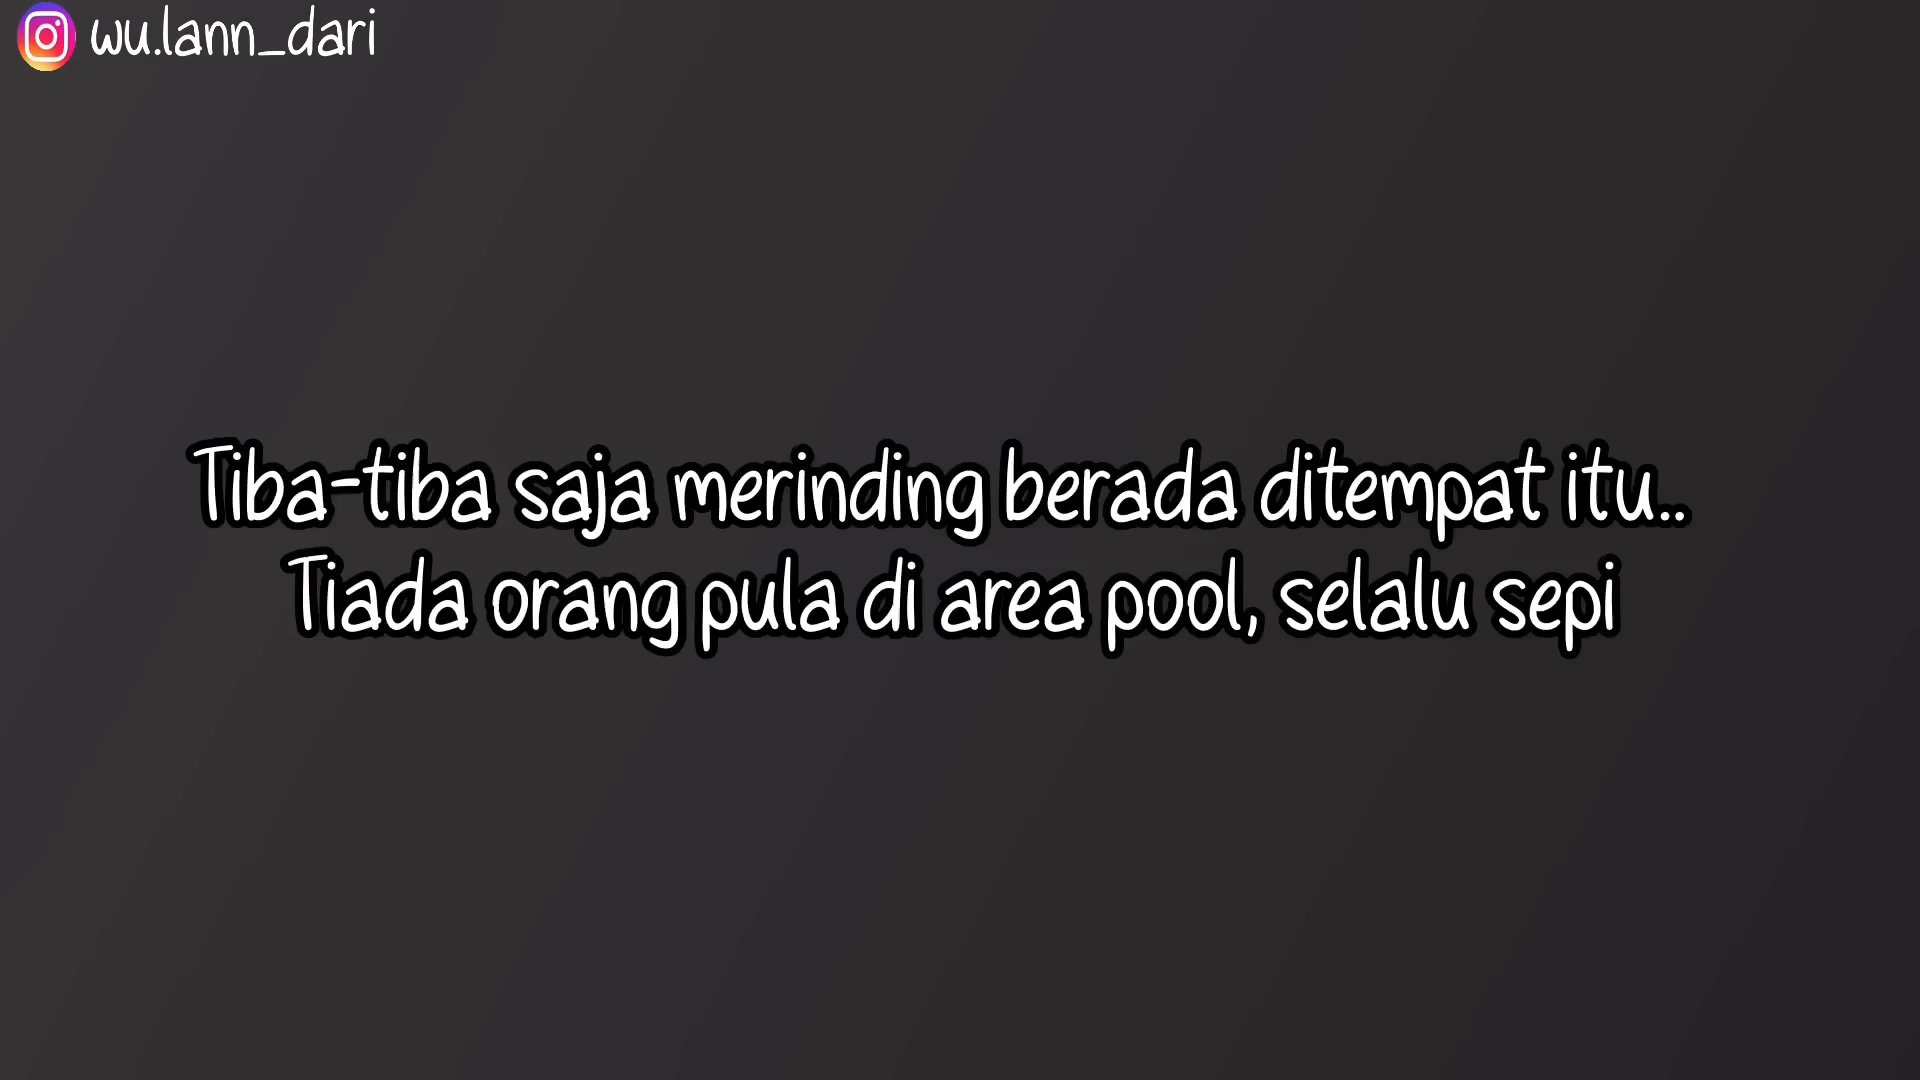 wu.lann_dari
Tiba-tiba saja merinding berada ditempat itu..
Tiada orang pula di area pool, selalu sepi